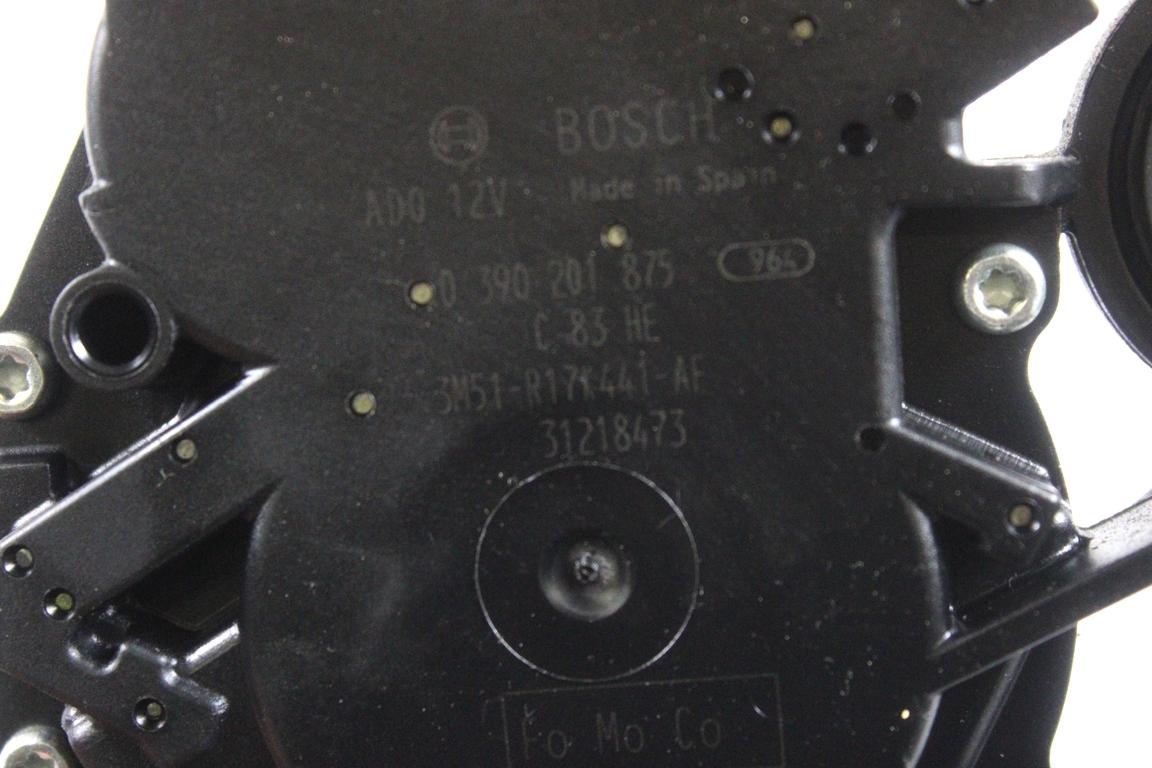 BOSCH
Made in Spain
ADO 12V
0 390 201 875 964
C-83 HE
3M51-R17K441-AF
31218473
Fo Mo Co